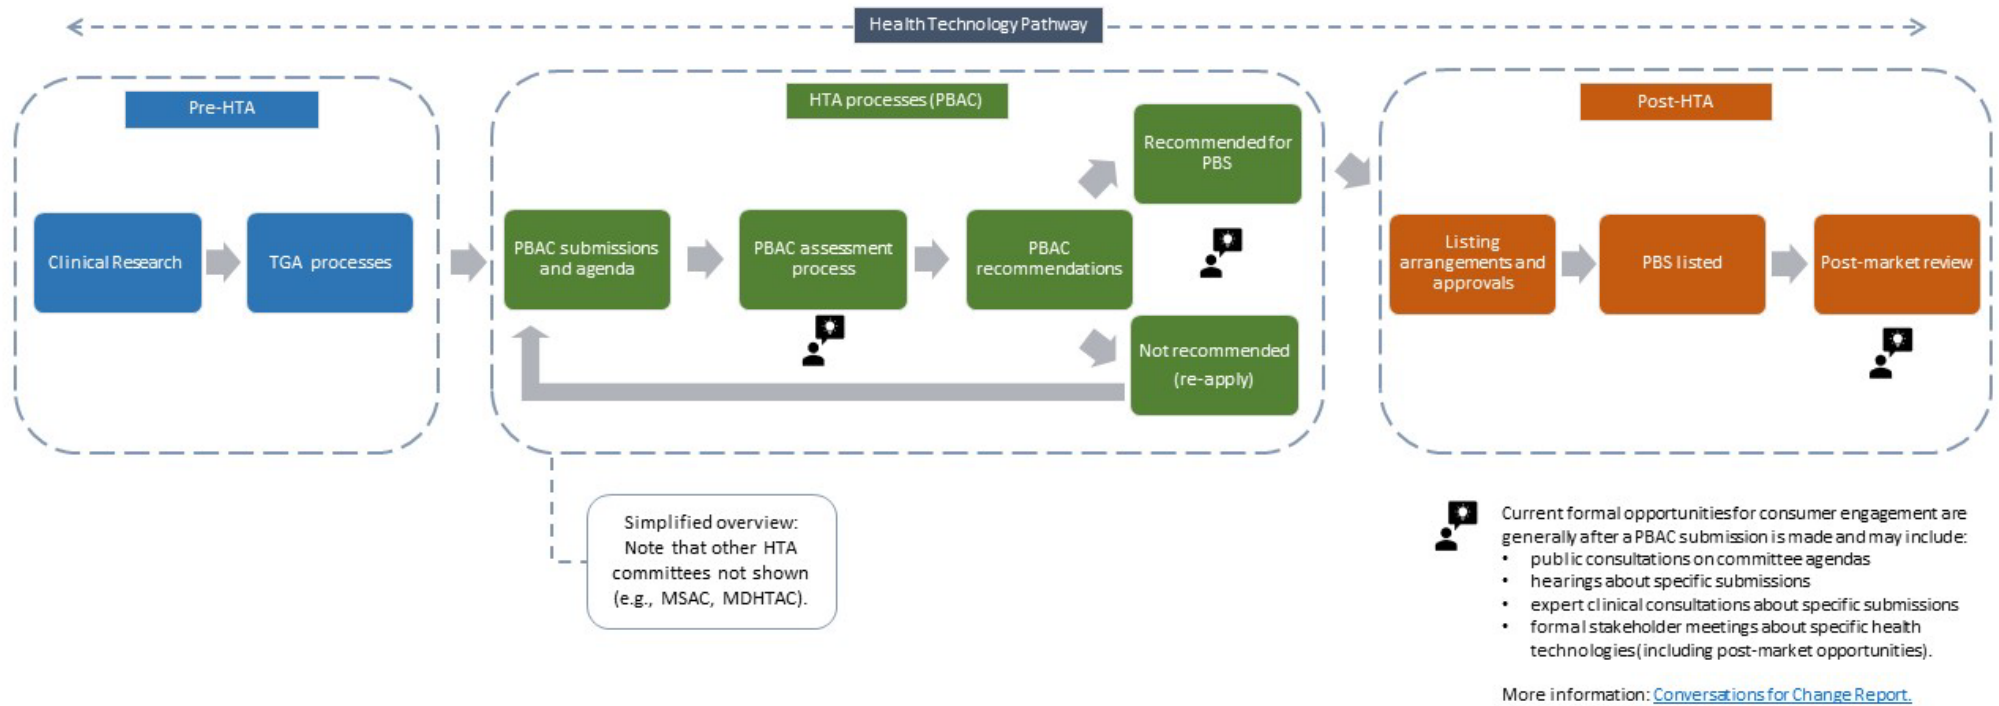 Health Technology Pathway
Pre-HTA
Clinical Research
TGA processes
HTA processes (PBAC)
PBAC submissions
and agenda
PBAC assessment
process
PBAC
recommendations
Recommended for
PBS
Not recommended
(re-apply)
Post-HTA
Listing
arrangements and
approvals
PBS listed
Post-market review
Simplified overview:
Note that other HTA
committees not shown
(e.g., MSAC, MDHTAC).
Current formal opportunities for consumer engagement are
generally after a PBAC submission is made and may include:
• public consultations on committee agendas
• hearings about specific submissions
• expert clinical consultations about specific submissions
• formal stakeholder meetings about specific health
technologies (including post-market opportunities).
More information: Conversations for Change Report.